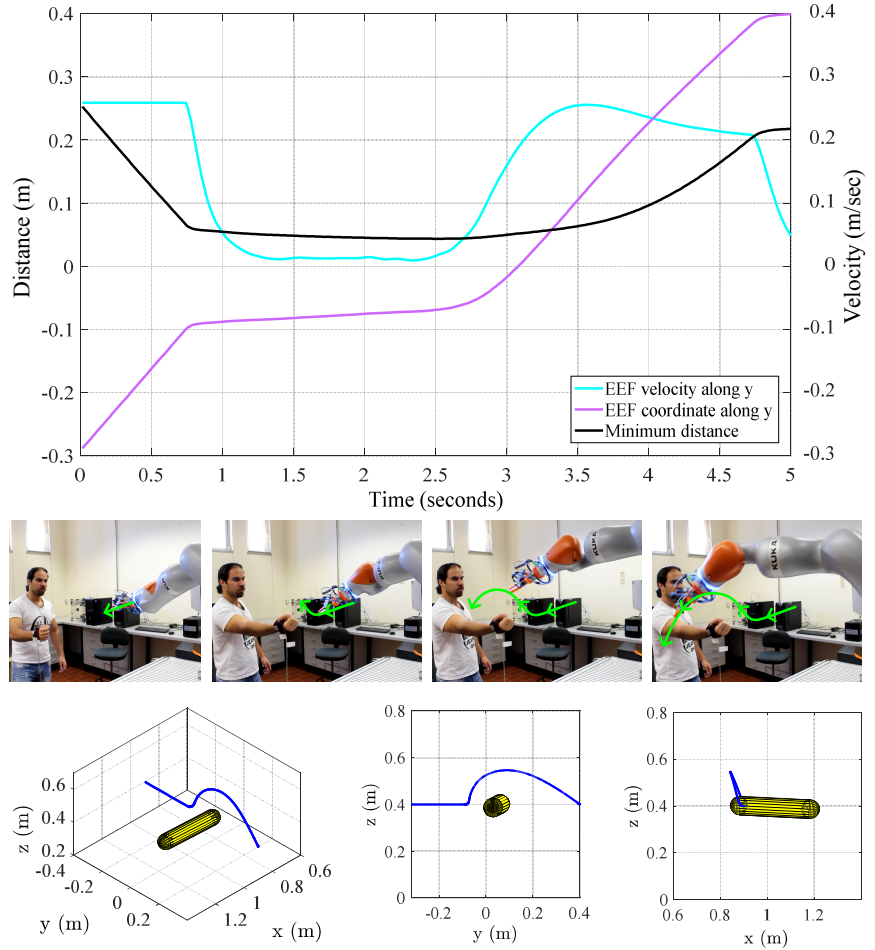 0.4
0.3
0.2
0.1
0
-0.1
-0.2
-0.3
Distance (m)
0.4
0.3
0.2
0.1
0
-0.1
-0.2
-0.3
Velocity (m/sec)
EEF velocity along y
EEF coordinate along y
Minimum distance
0 0.5 1 1.5 2 2.5 3 3.5 4 4.5 5
Time (seconds)
KUKA
KUKA
0.6
0.4
0.2
z (m)
-0.4
-0.2
0
0.2
y (m)
0.6
0.8
1
1.2
x (m)
0.8
0.6
0.4
0.2
0
z (m)
-0.2 0 0.2 0.4
y (m)
0.8
0.6
0.4
0.2
0
z (m)
0.6 0.8 1 1.2
x (m)